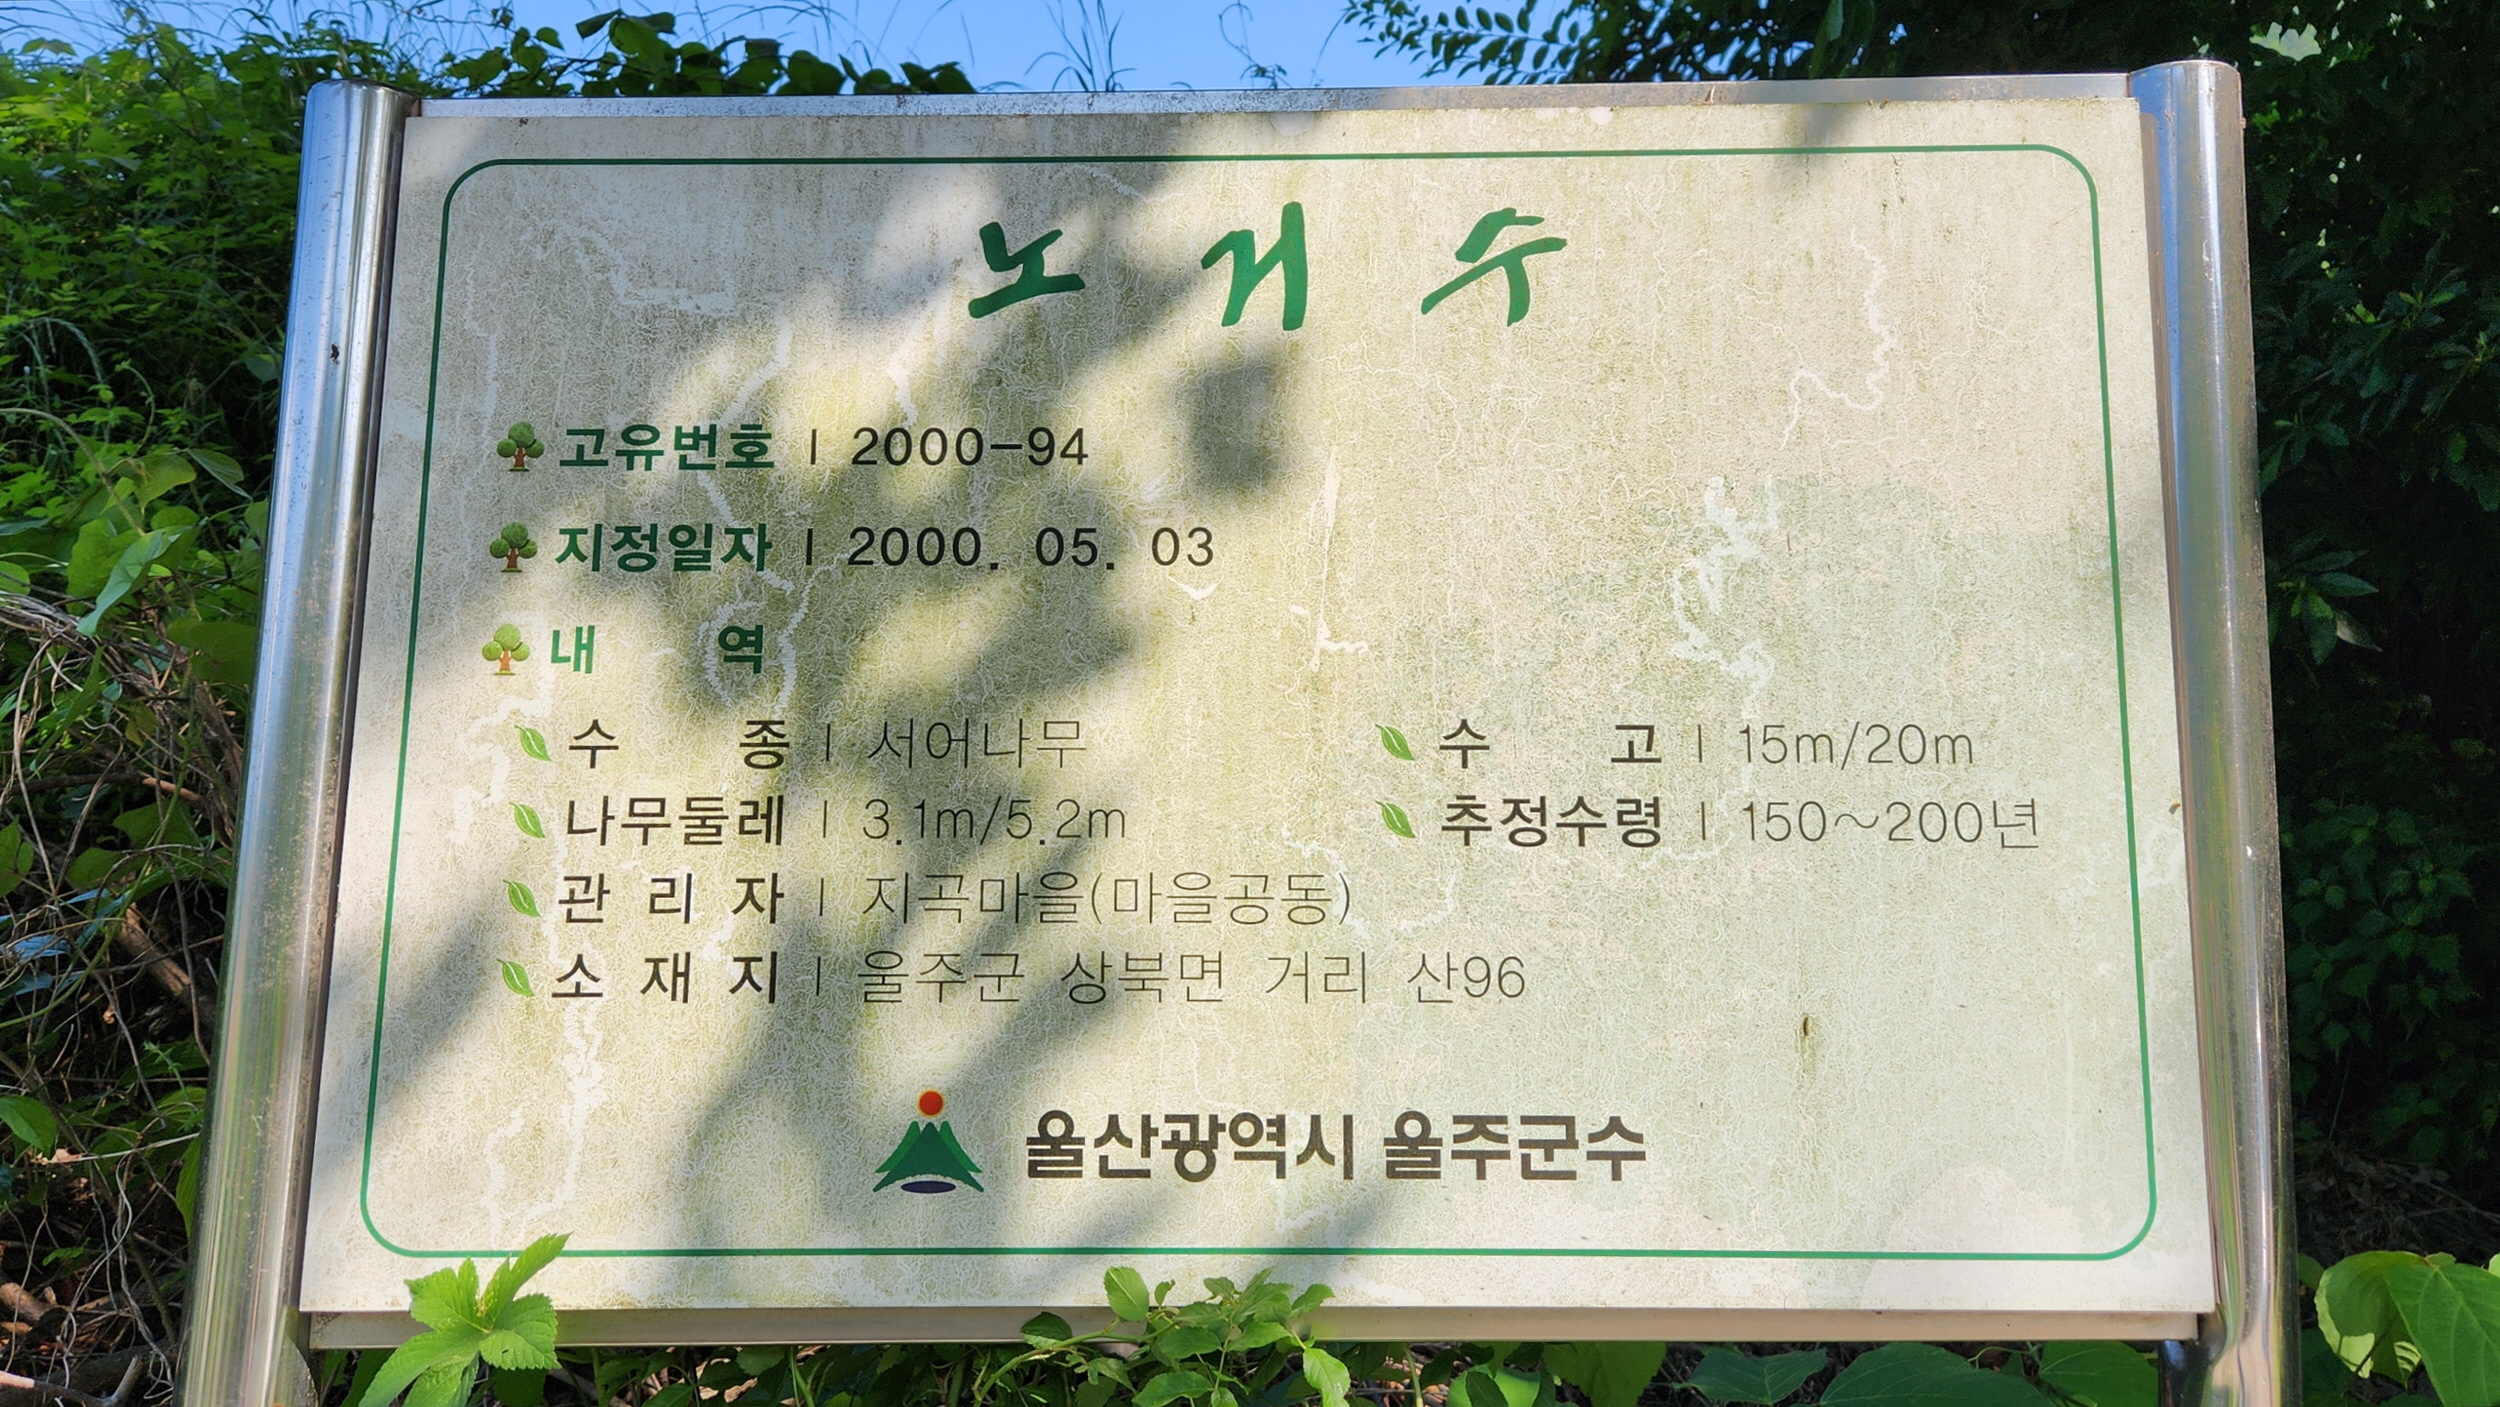 노거수
고유번호 | 2000-94
지정일자 | 2000. 05. 03
내 역
수 종 | 서어나무 수 고 | 15m/20m
나무둘레 | 3.1m/5.2m 추정수령 | 150~200년
관 리 자 | 지곡마을(마을공동)
소 재 지 | 울주군 상북면 거리 산96
울산광역시 울주군수